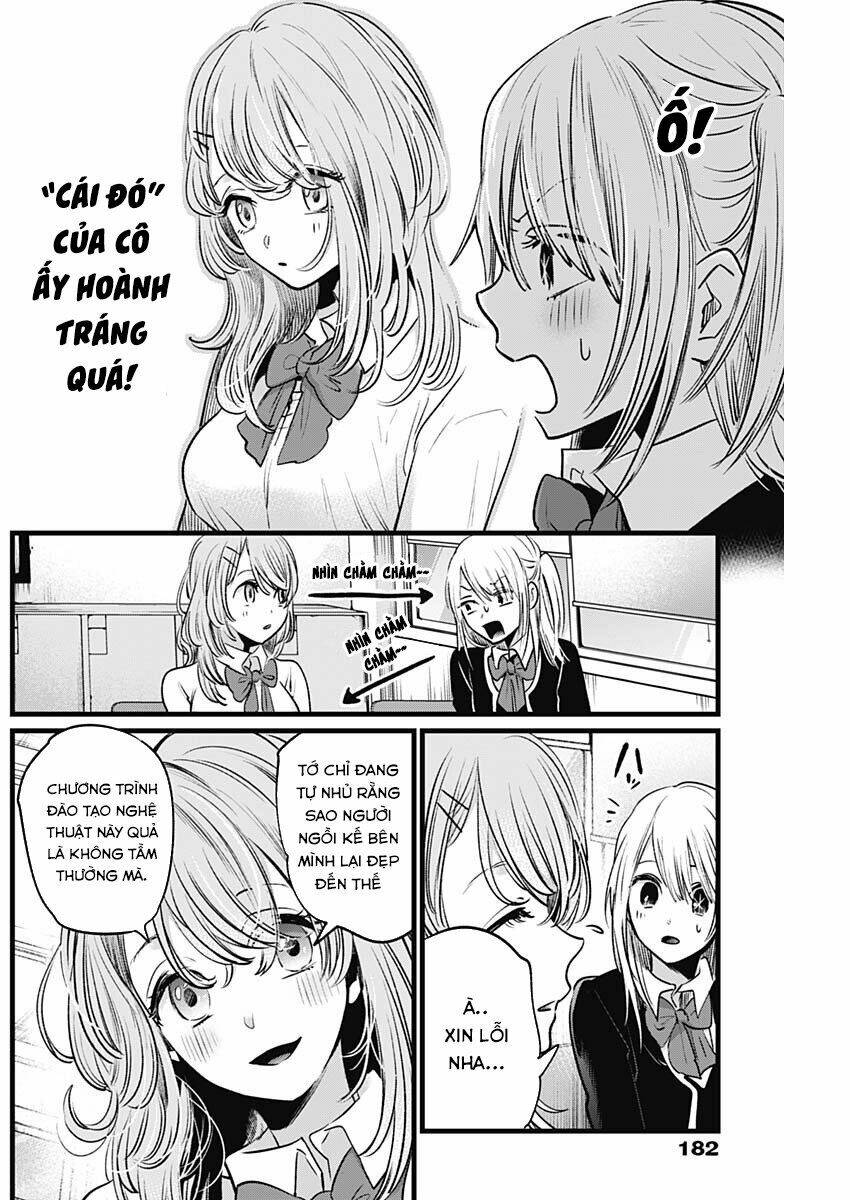 Ố!
“CÁI ĐÓ”
CỦA CÔ
ẤY HOÀNH
TRÁNG
QUÁ!
NHÌN CHẰM CHẰM~~
NHÌN CHẰM
CHẰM~~
À..
XIN LỖI
NHA...
TỚ CHỈ ĐANG
TỰ NHỦ RẰNG
SAO NGƯỜI
NGỒI KẾ BÊN
MÌNH LẠI ĐẸP
ĐẾN THẾ
CHƯƠNG TRÌNH
ĐÀO TẠO NGHỆ
THUẬT NÀY QUẢ
LÀ KHÔNG TẦM
THƯỜNG MÀ.
182